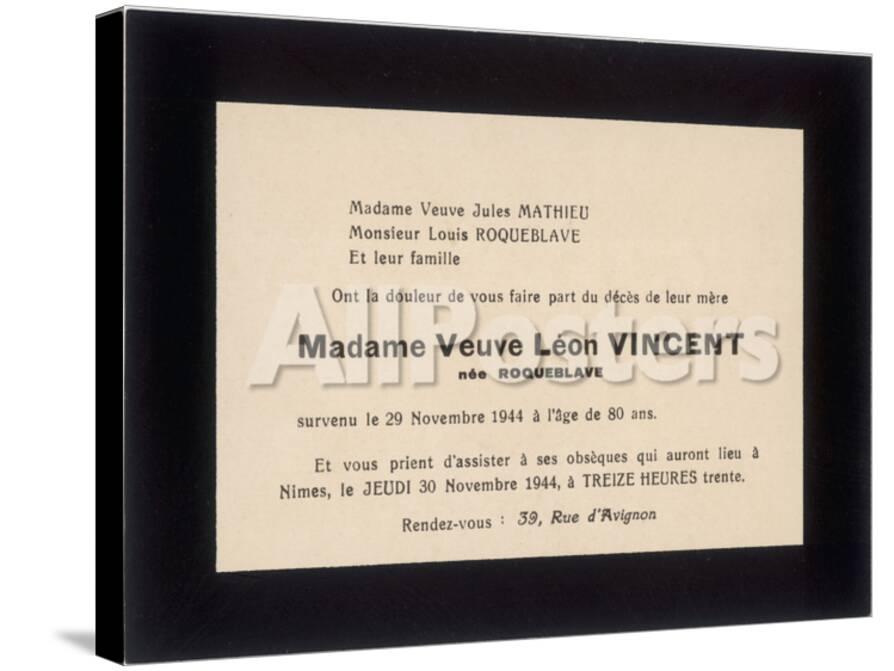 Madame Veuve Jules MATHIEU
Monsieur Louis ROQUEBLAVE
Et leur famille
Ont la douleur de vous faire part du décès de leur mère
AllPosters
Madame Veuve Léon VINCENT
née ROQUEBLAVE
survenu le 29 Novembre 1944 à l'âge de 80 ans.
Et vous prient d'assister à ses obsèques qui auront lieu à
Nimes, le JEUDI 30 Novembre 1944, à TREIZE HEURES trente.
Rendez-vous : 39, Rue d'Avignon